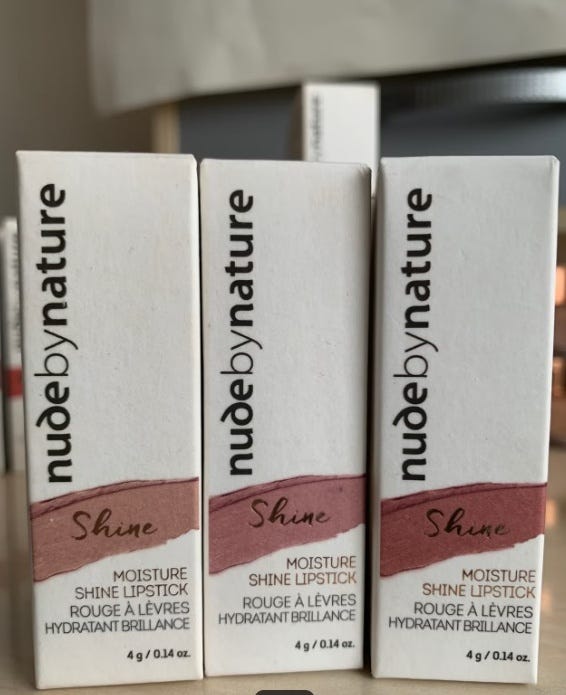 nudebynature
Shine
MOISTURE
SHINE LIPSTICK
ROUGE À LÈVRES
HYDRATANT BRILLANCE
4 g / 0.14 oz.
nudebynature
Shine
MOISTURE
SHINE LIPSTICK
ROUGE À LÈVRES
HYDRATANT BRILLANCE
4 g / 0.14 oz.
nudebynature
Shine
MOISTURE
SHINE LIPSTICK
ROUGE À LÈVRES
HYDRATANT BRILLANCE
4 g / 0.14 oz.